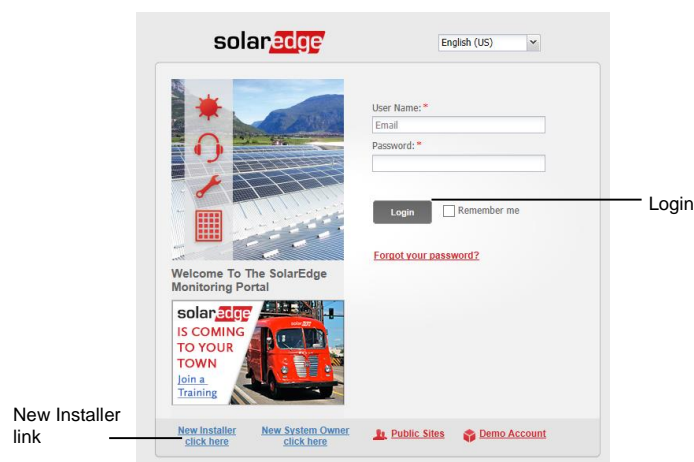 solaredge
English (US)
User Name: *
Email
Password: *
Login
Remember me
Login
Forgot your password?
Welcome To The SolarEdge
Monitoring Portal
solaredge
IS COMING
TO YOUR
TOWN
Join a
Training
New Installer
link
New Installer
click here
New System Owner
click here
Public Sites
Demo Account